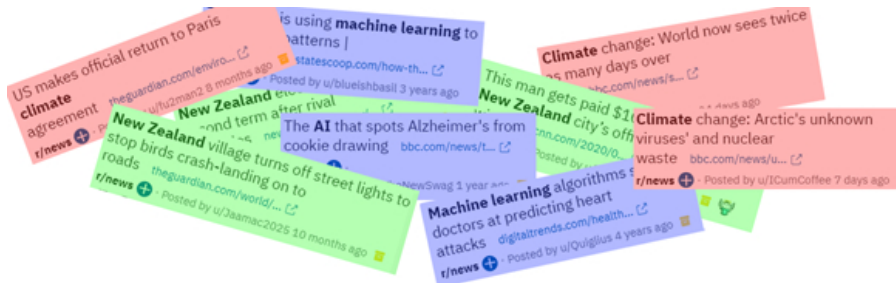 US makes official return to Paris
climate
agreement theguardian.com/enviro...
r/news u/fu2man2 8 months ago
is using machine learning to
patterns |
statescoop.com/how-th...
Posted by u/blueishbasil 3 years ago
Climate change: World now sees twice
as many days over
bbc.com/news/s...
days ago
New Zealand
second term after rival
This man gets paid
New Zealand city's
cnn.com/2020/0...
Posted by
New Zealand village turns off street lights to
stop birds crash-landing on to
roads theguardian.com/world/...
r/news · Posted by u/Jaamac2025 10 months ago
The AI that spots Alzheimer's from
cookie drawing bbc.com/news/t...
NewSwag 1 year ago
Climate change: Arctic's unknown
viruses' and nuclear
waste bbc.com/news/u...
r/news · Posted by u/ICumCoffee 7 days ago
Machine learning algorithms
doctors at predicting heart
attacks digitaltrends.com/health...
r/news · Posted by u/Quiglius 4 years ago